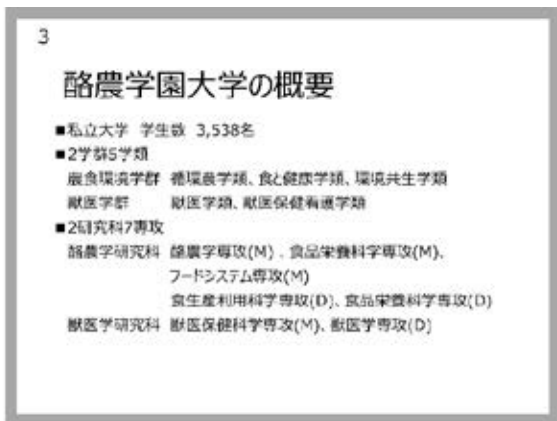 3
酪農学園大学の概要
■私立大学 学生数 3,538名
■2学群5学類
農食環境学群 循環農学類、食と健康学類、環境共生学類
獣医学群 獣医学類、獣医保健看護学類
■2研究科7専攻
酪農学研究科 酪農学専攻(M) 、食品栄養科学専攻(M)、
フードシステム専攻(M)
食生産利用科学専攻(D)、食品栄養科学専攻(D)
獣医学研究科 獣医保健科学専攻(M)、獣医学専攻(D)